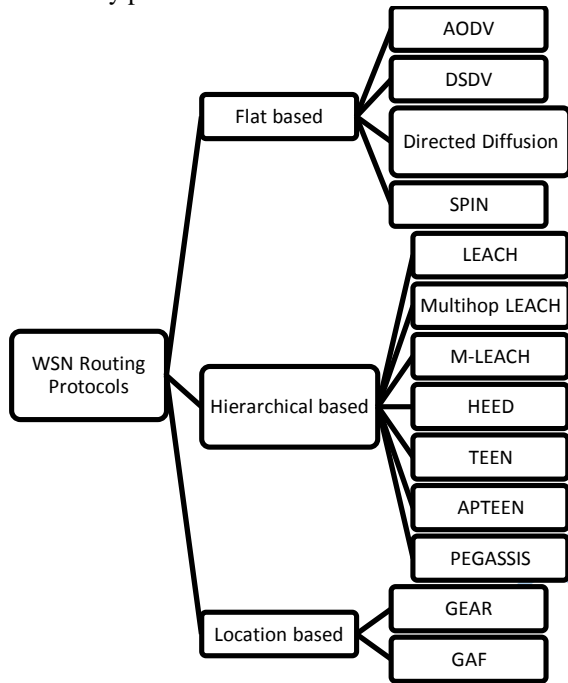 AODV
DSDV
Flat based
Directed Diffusion
SPIN
LEACH
Multihop LEACH
WSN Routing
Protocols
M-LEACH
Hierarchical based
HEED
TEEN
APTEEN
PEGASSIS
GEAR
Location based
GAF